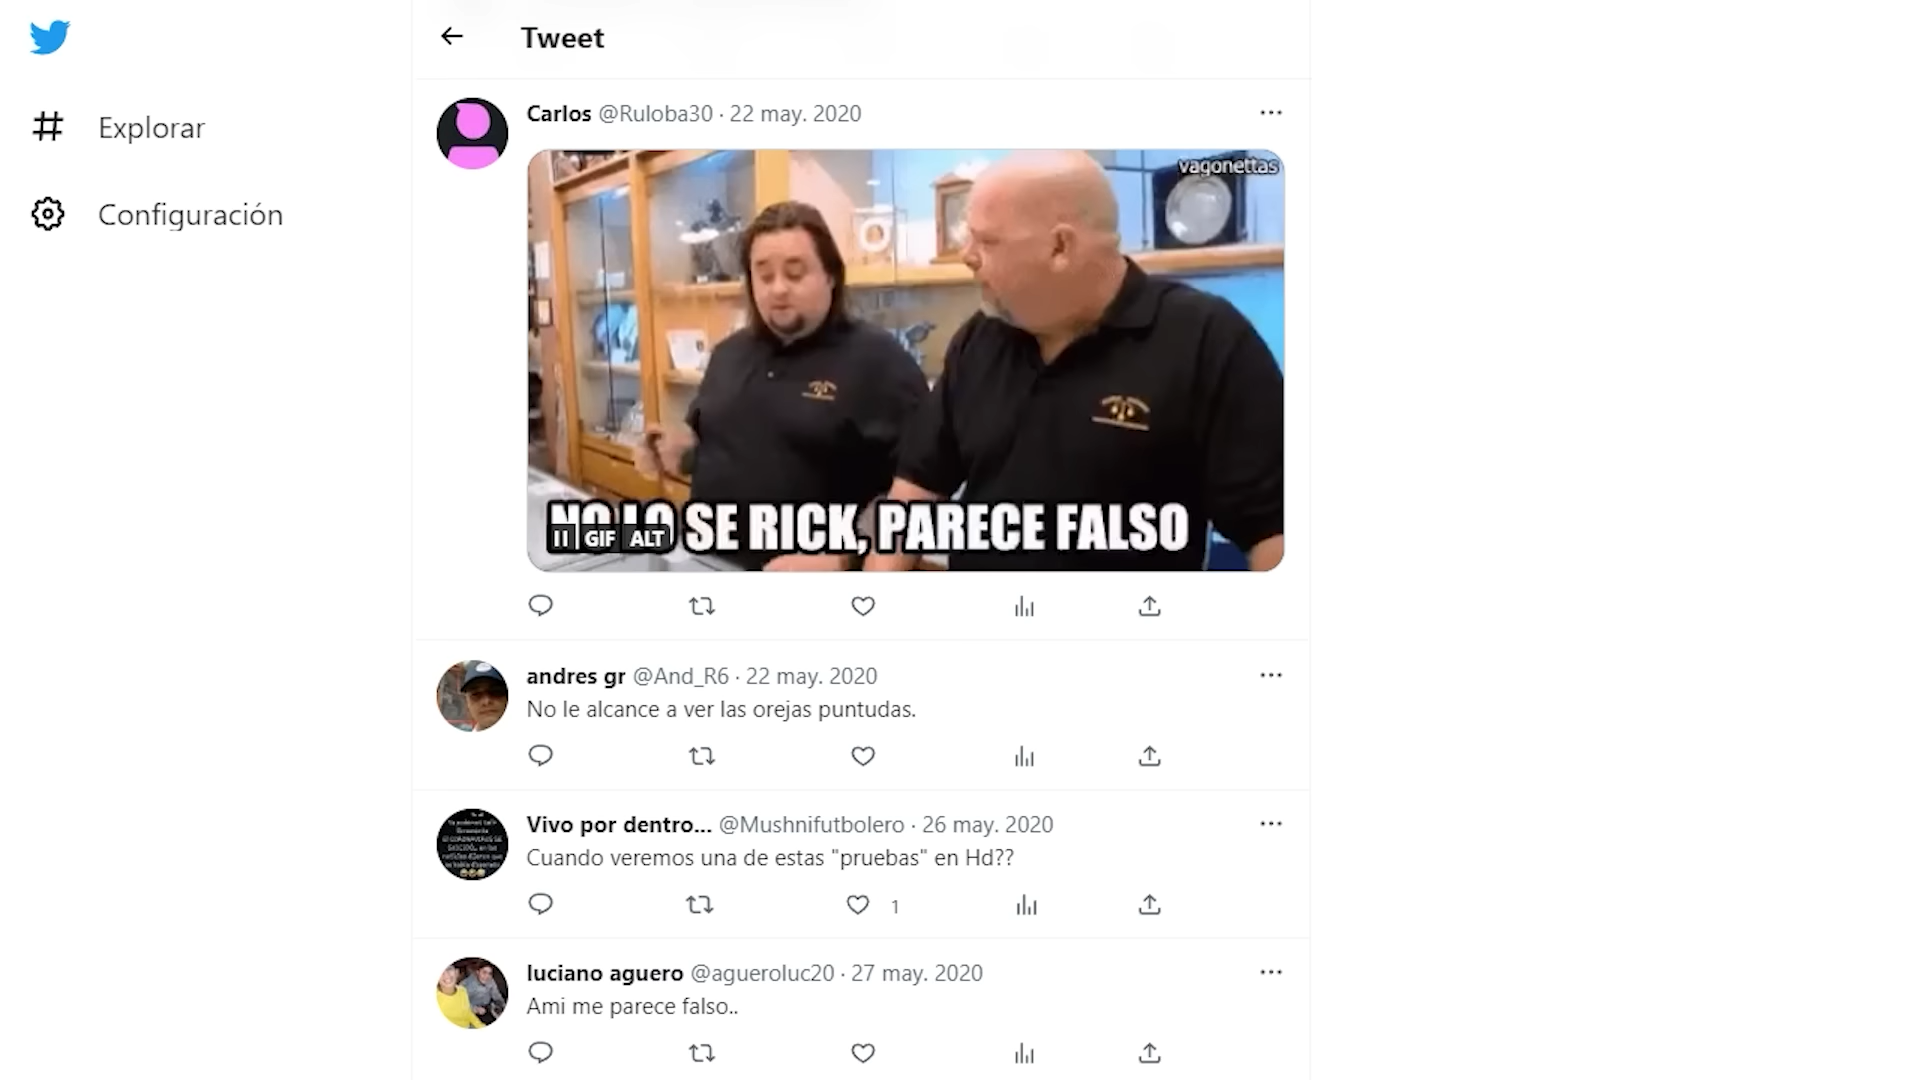 Tweet
Explorar
Configuración
Carlos @Ruloba30 · 22 may. 2020
vagonettas
NO LO SE RICK, PARECE FALSO
GIF ALT
andres gr @And_R6 · 22 may. 2020
No le alcance a ver las orejas puntudas.
Vivo por dentro... @Mushnifutbolero · 26 may. 2020
Cuando veremos una de estas "pruebas" en Hd??
1
luciano aguero @agueroluc20 · 27 may. 2020
Ami me parece falso..